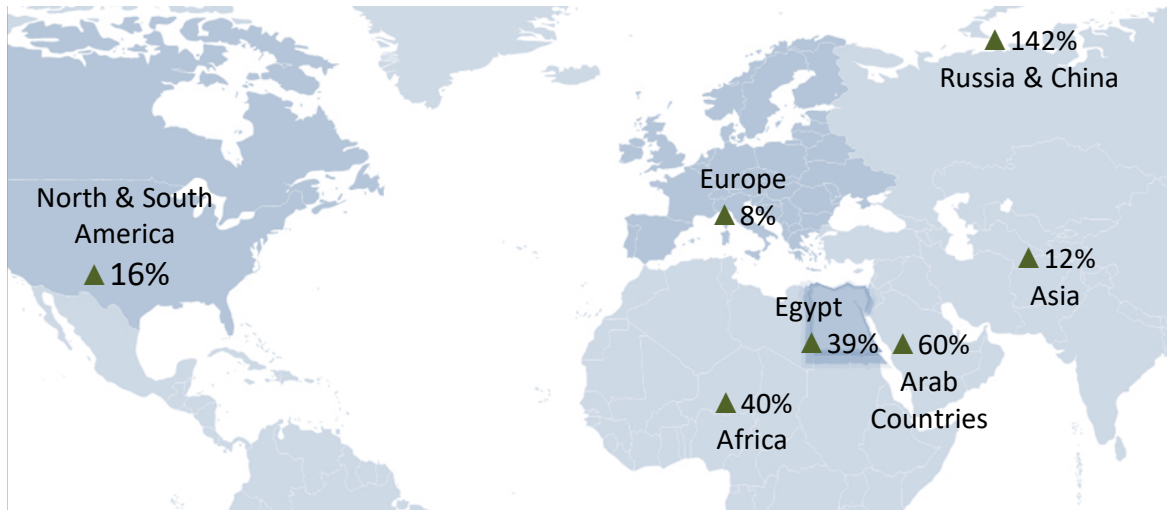 ▲ 142%
Russia & China
North & South
America
▲ 16%
Europe
▲ 8%
▲ 12%
Asia
Egypt
▲ 39%
▲ 60%
Arab
Countries
▲ 40%
Africa